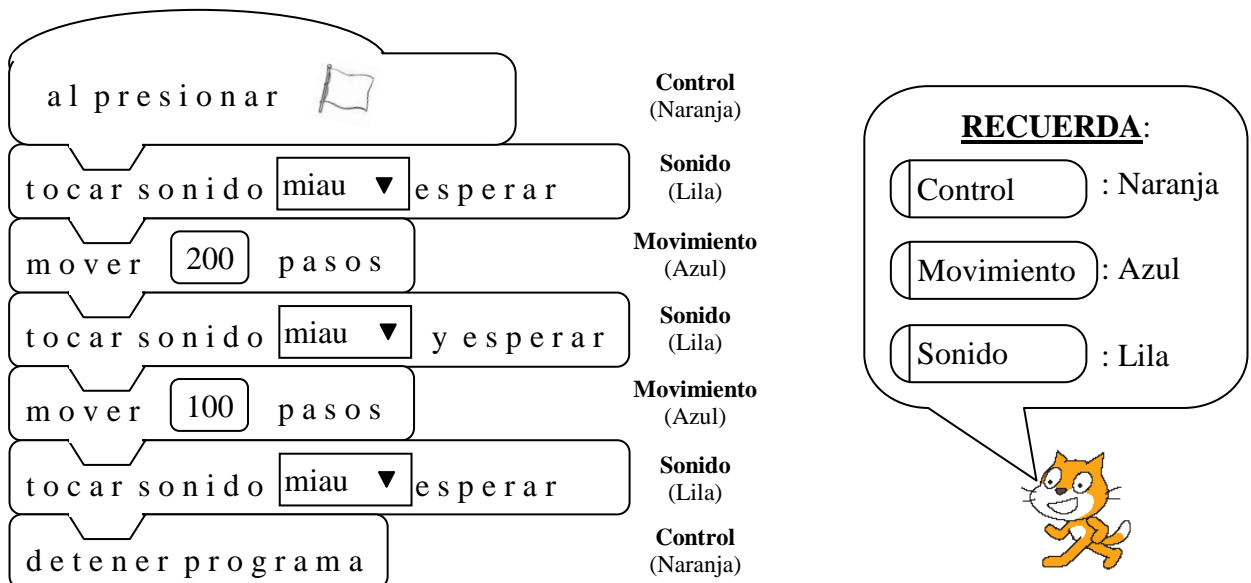 al presionar
Control
(Naranja)
tocar sonido miau ▼ esperar
Sonido
(Lila)
mover 200 pasos
Movimiento
(Azul)
tocar sonido miau ▼ y esperar
Sonido
(Lila)
mover 100 pasos
Movimiento
(Azul)
tocar sonido miau ▼ esperar
Sonido
(Lila)
detener programa
Control
(Naranja)
RECUERDA:
Control : Naranja
Movimiento : Azul
Sonido : Lila